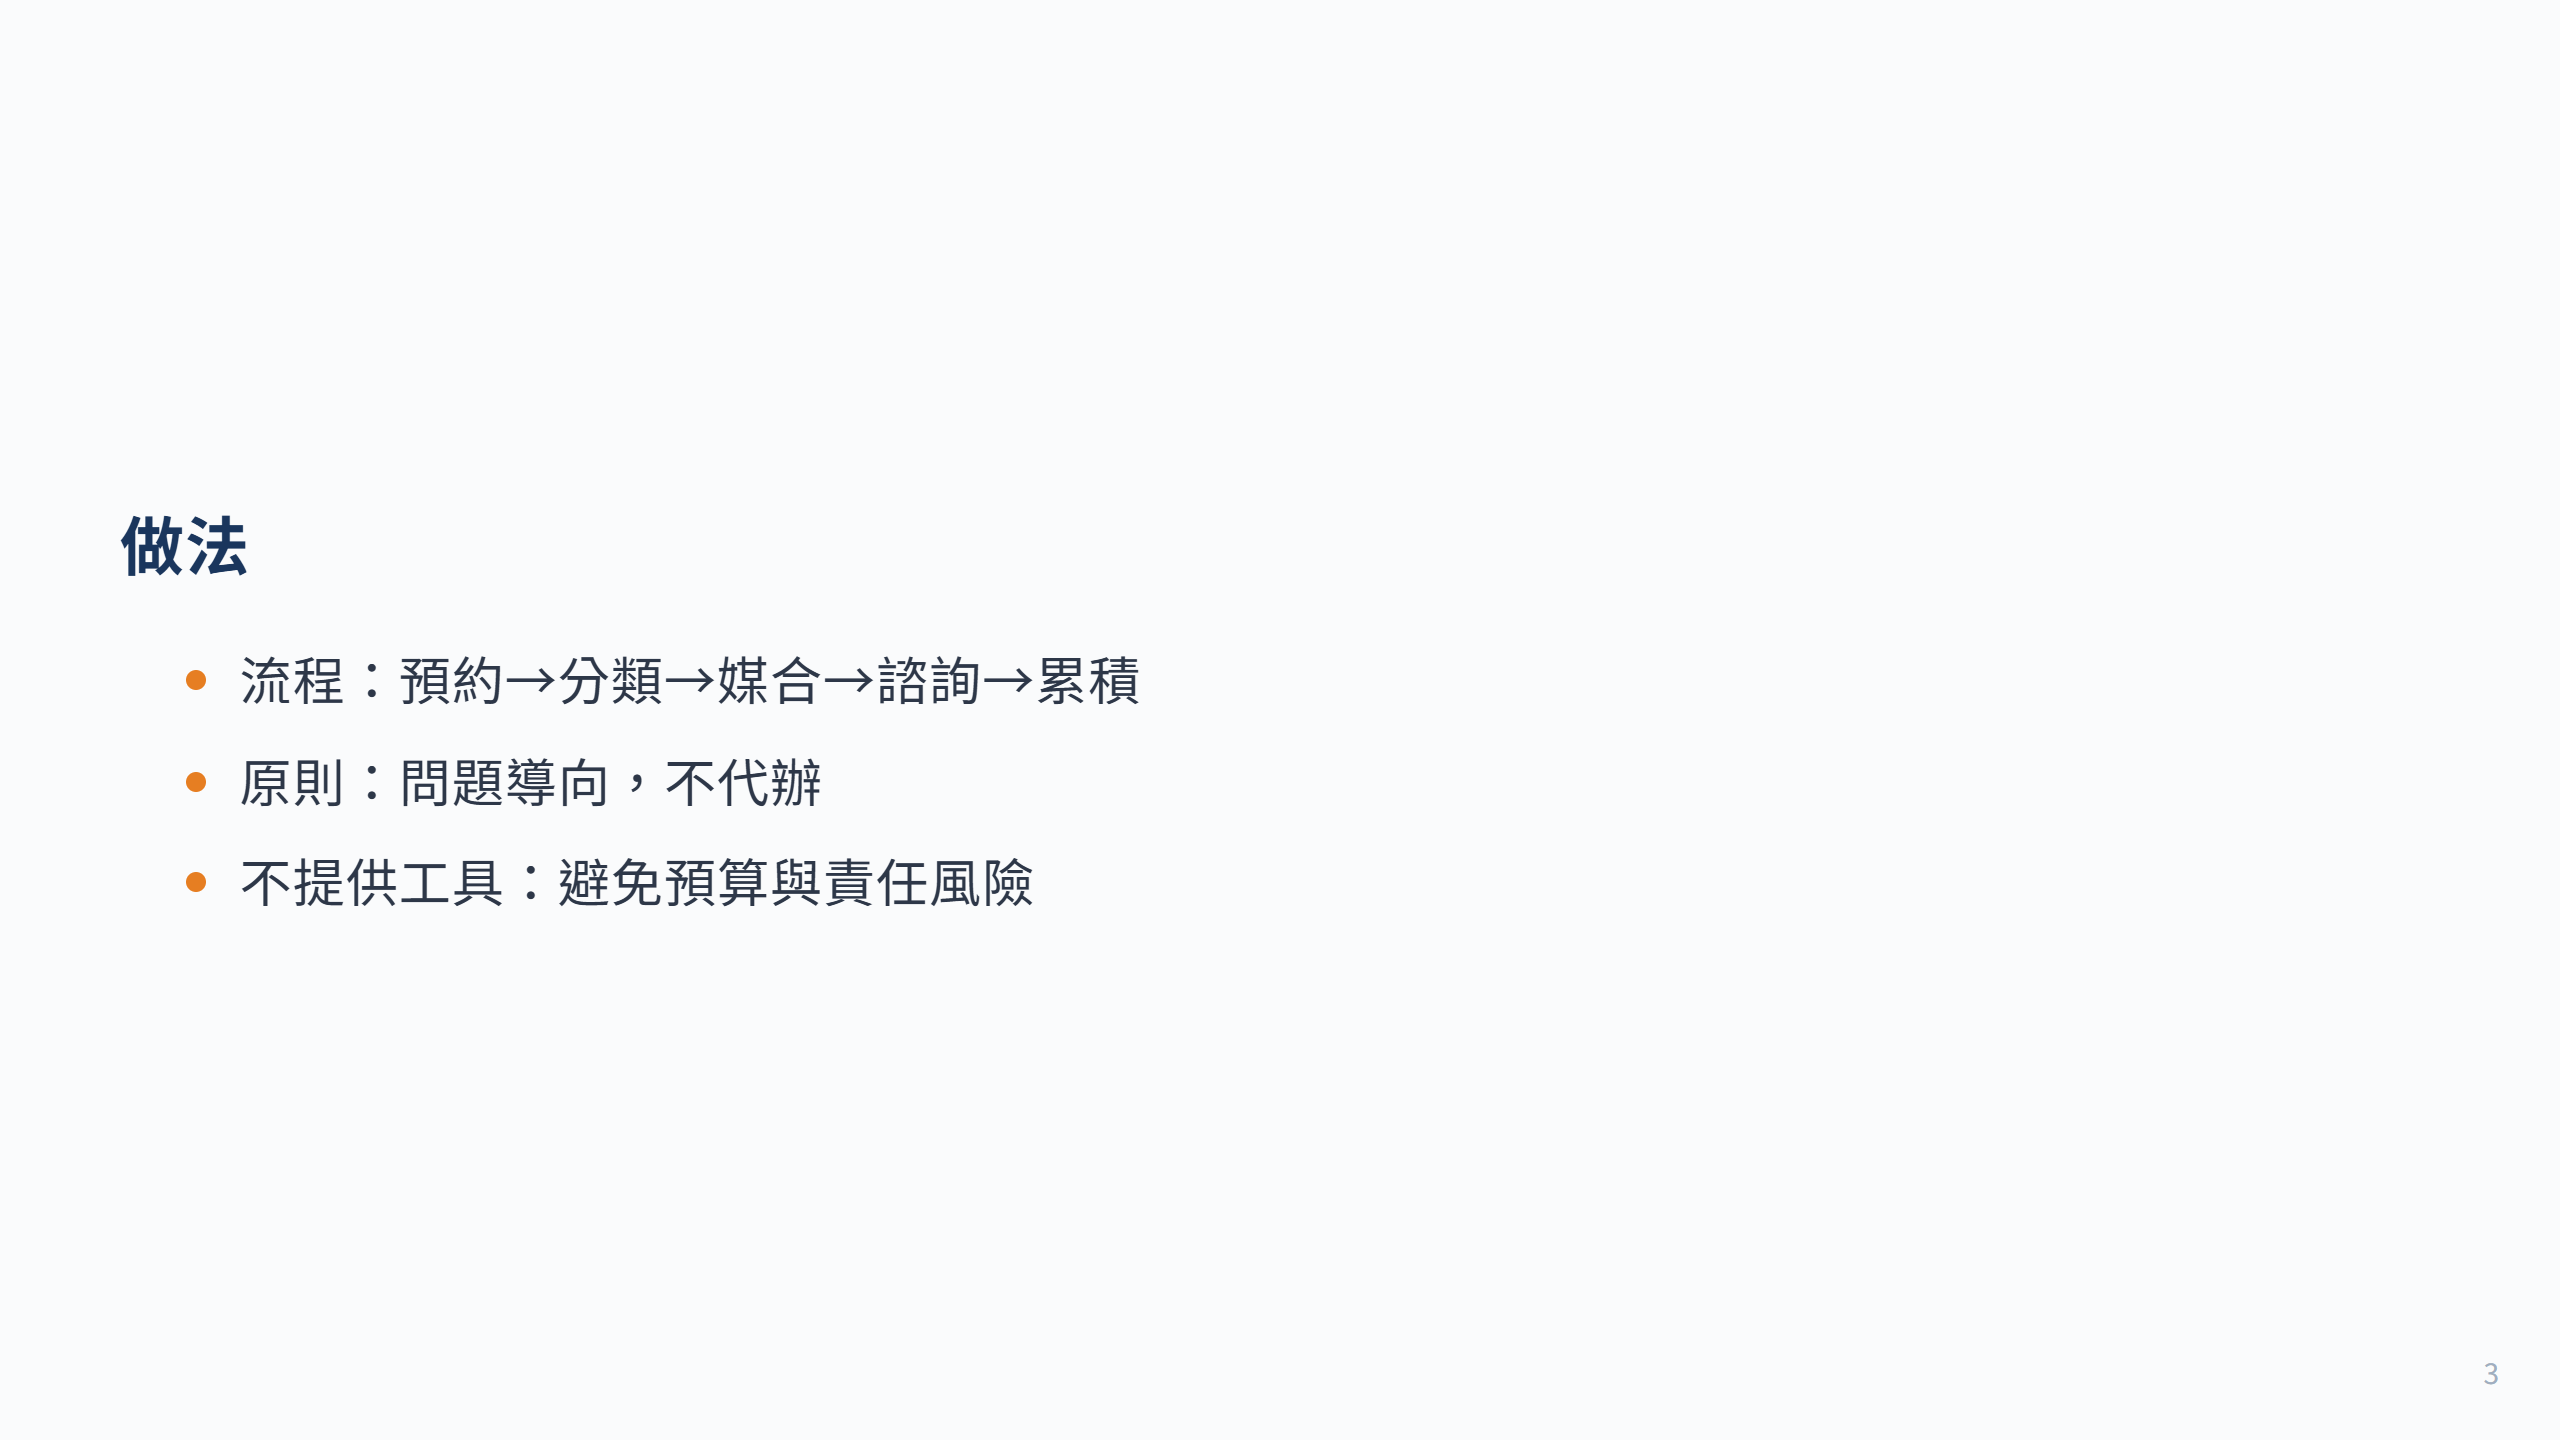 做法
流程：預約→分類→媒合→諮詢→累積
原則：問題導向，不代辦
不提供工具：避免預算與責任風險
3